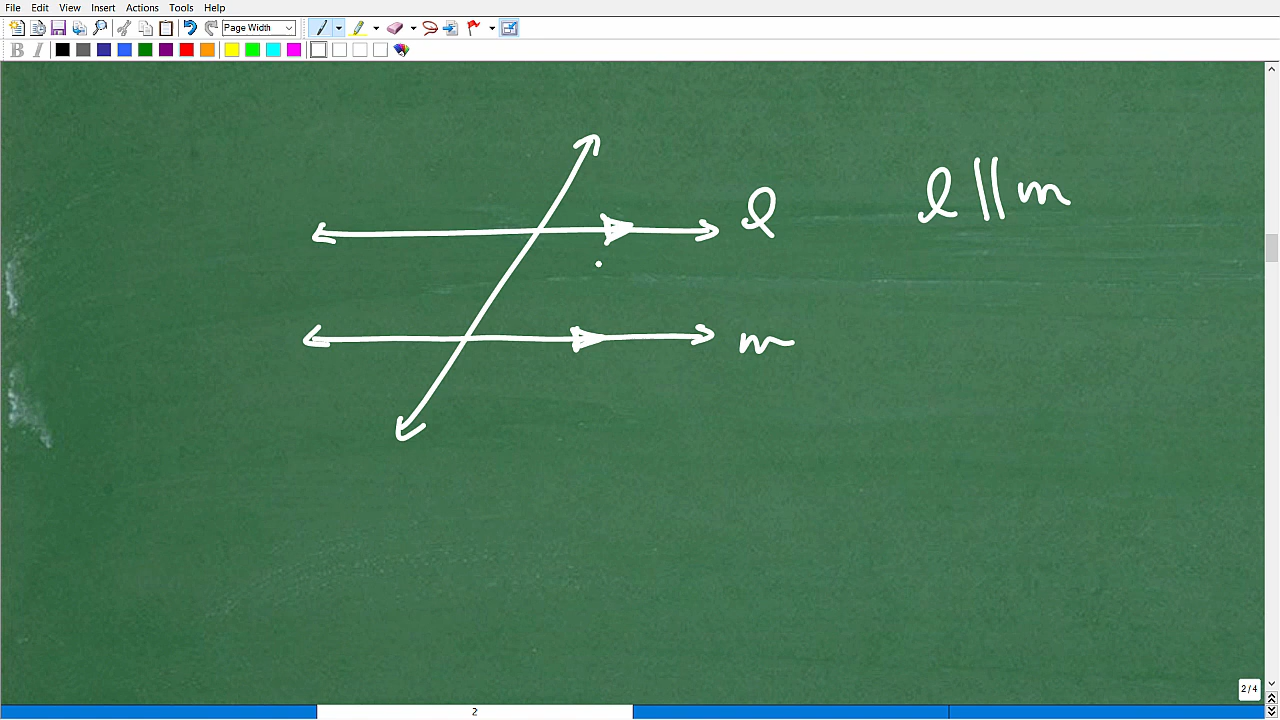 File Edit View Insert Actions Tools Help
Page Width
B I
ℓ
ℓ || m
m
2 / 4
2